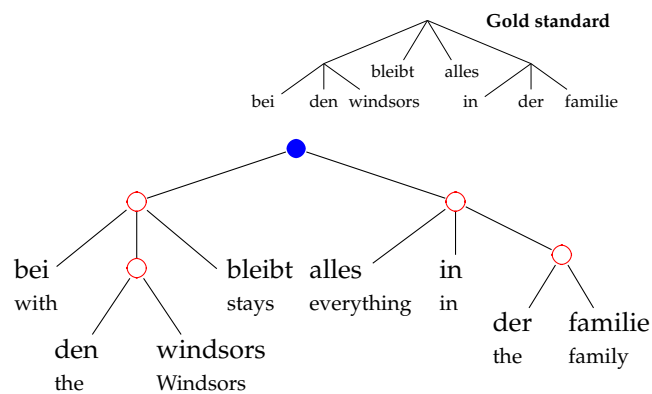 Gold standard
bleibt alles
bei den windsors in der familie
bei bleibt alles in
with stays everything in
der familie
the family
den windsors
the Windsors